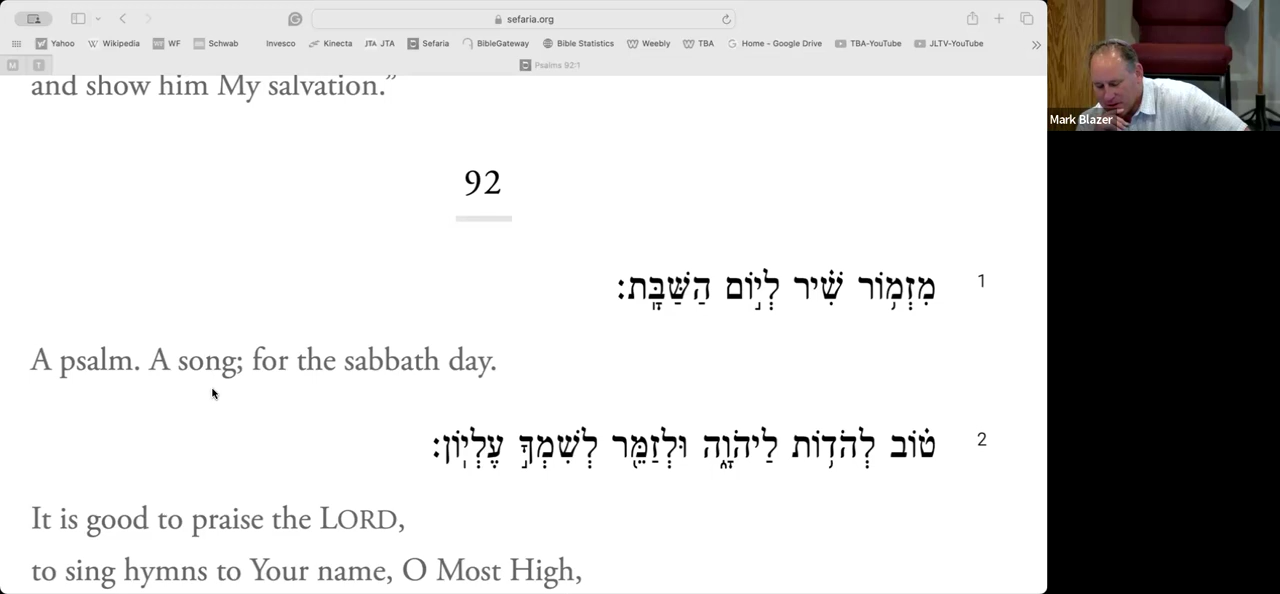 sefaria.org
Yahoo Wikipedia WF Schwab Invesco Kinecta JTA JTA Sefaria BibleGateway Bible Statistics Weebly TBA Home - Google Drive TBA-YouTube JLTV-YouTube
M T Psalms 92:1
and show him My salvation.”
92
מִזְמ֥וֹר שִׁ֗יר לְי֣וֹם הַשַּׁבָּֽת׃ 1
A psalm. A song; for the sabbath day.
ט֗וֹב לְהֹד֥וֹת לַיהֹוָ֑ה וּלְזַמֵּ֖ר לְשִׁמְךָ֣ עֶלְיֽוֹן׃ 2
It is good to praise the LORD,
to sing hymns to Your name, O Most High,
Mark Blazer